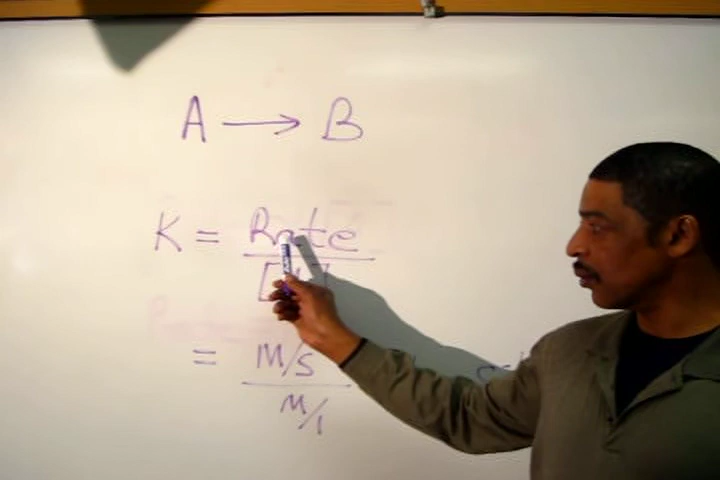 A → B
K = Rate
[ ]
= M/s
M/1